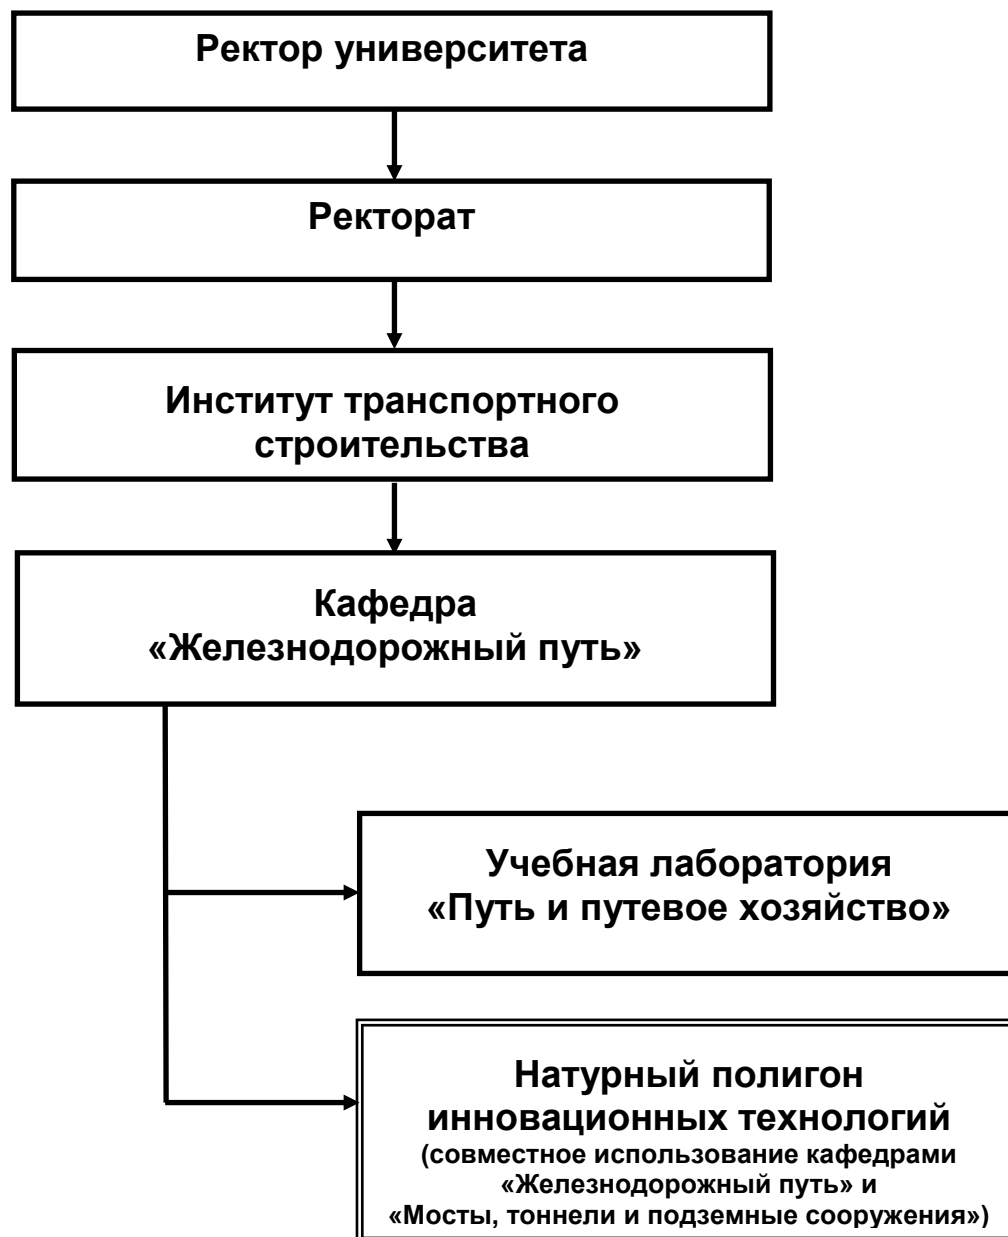 Ректор университета
Ректорат
Институт транспортного
строительства
Кафедра
«Железнодорожный путь»
Учебная лаборатория
«Путь и путевое хозяйство»
Натурный полигон
инновационных технологий
(совместное использование кафедрами
«Железнодорожный путь» и
«Мосты, тоннели и подземные сооружения»)